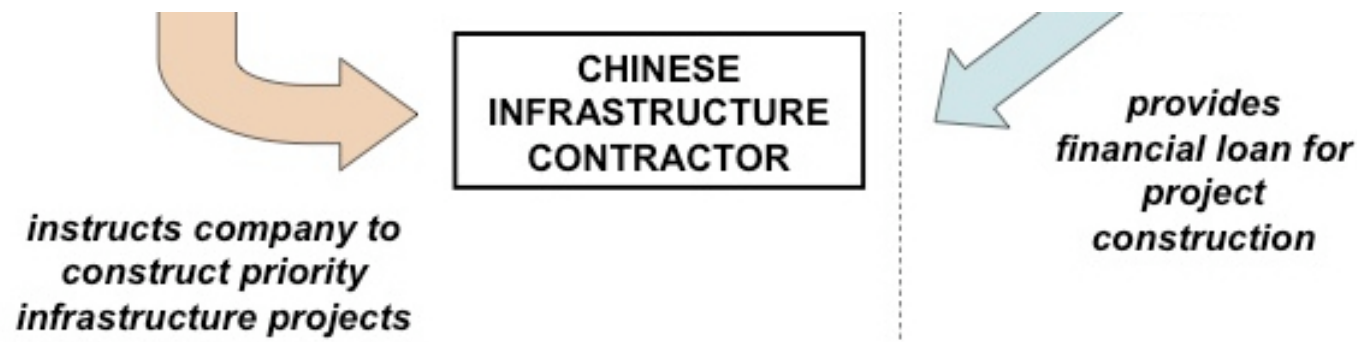 CHINESE
INFRASTRUCTURE
CONTRACTOR
provides
financial loan for
project
construction
instructs company to
construct priority
infrastructure projects